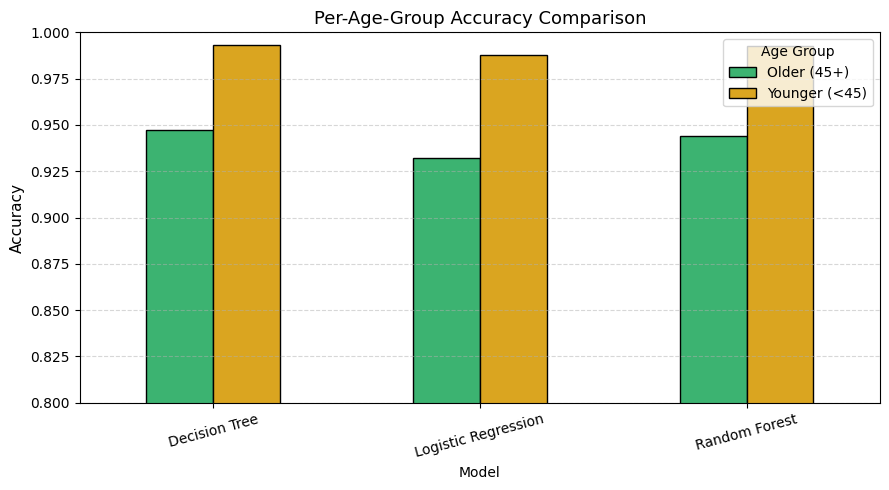 Per-Age-Group Accuracy Comparison
Accuracy
1.000
0.975
0.950
0.925
0.900
0.875
0.850
0.825
0.800
Age Group
Older (45+)
Younger (<45)
Decision Tree
Logistic Regression
Random Forest
Model